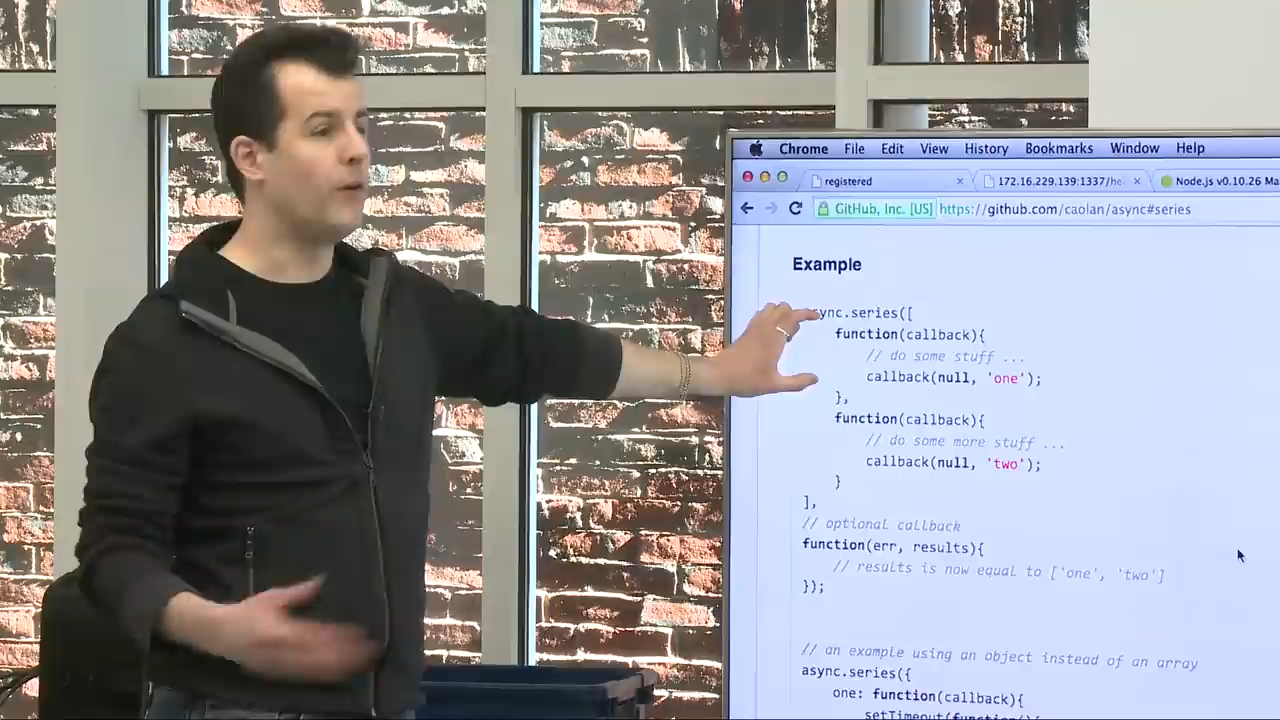 Chrome File Edit View History Bookmarks Window Help
registered
172.16.229.139:1337/he
Node.js v0.10.26 Ma
GitHub, Inc. [US] https://github.com/caolan/async#series
Example
async.series([
function(callback){
// do some stuff ...
callback(null, 'one');
},
function(callback){
// do some more stuff ...
callback(null, 'two');
}
],
// optional callback
function(err, results){
// results is now equal to ['one', 'two']
});
// an example using an object instead of an array
async.series({
one: function(callback){
setTimeout(function(){